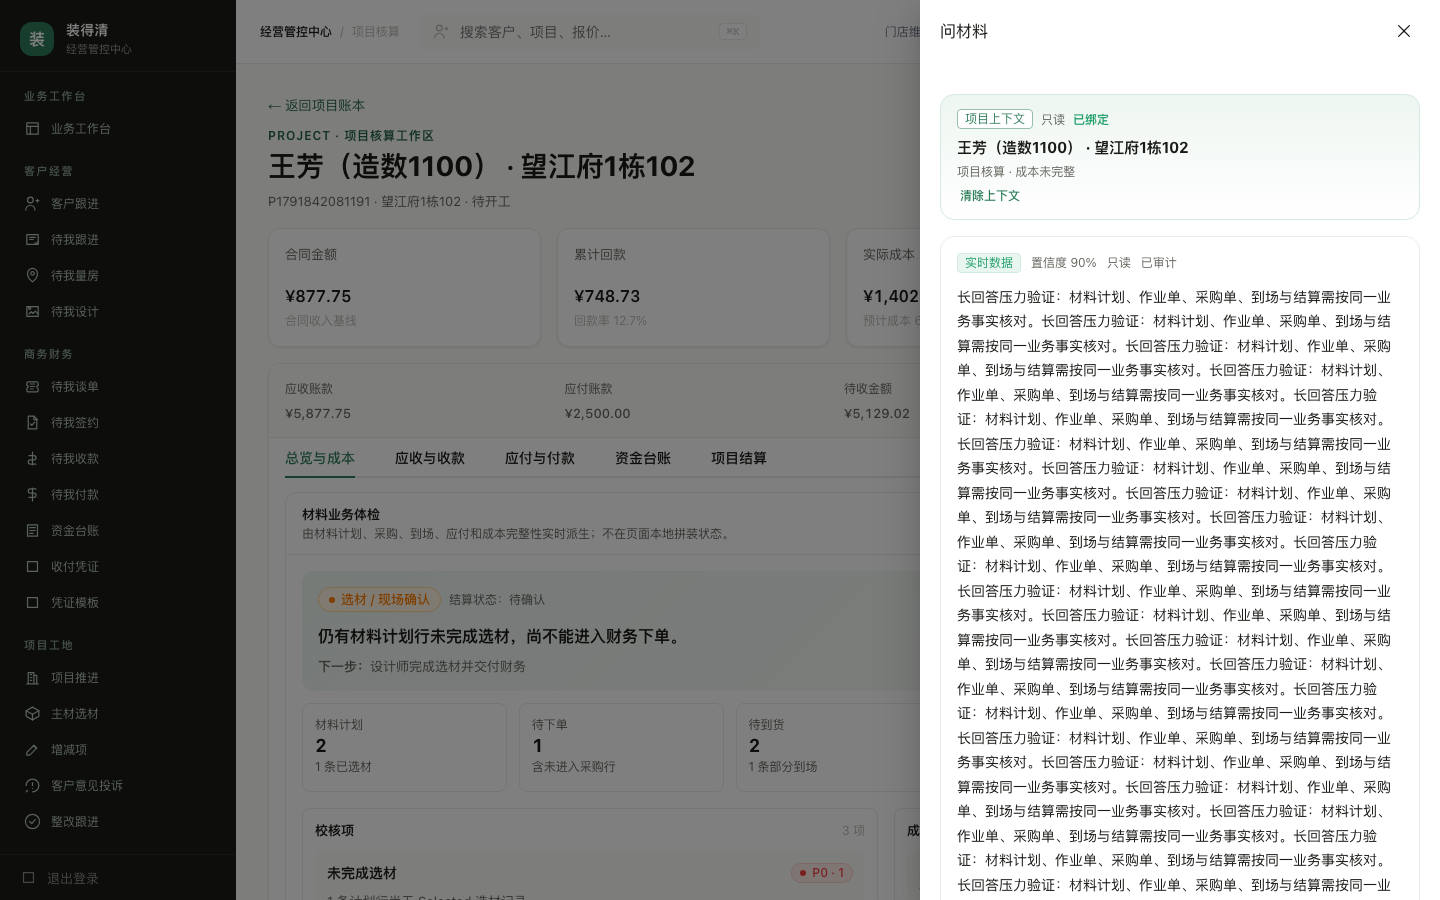 装
装得清
经营管控中心
业务工作台
业务工作台
客户经营
客户跟进
待我跟进
待我量房
待我设计
商务财务
待我谈单
待我签约
待我收款
待我付款
资金台账
收付凭证
凭证模板
项目工地
项目推进
主材选材
增减项
客户意见投诉
整改跟进
退出登录
经营管控中心 / 项目核算
搜索客户、项目、报价...
⌘K
门店维
← 返回项目账本
PROJECT · 项目核算工作区
王芳（造数1100） · 望江府1栋102
P1791842081191 · 望江府1栋102 · 待开工
合同金额
¥877.75
合同收入基线
累计回款
¥748.73
回款率 12.7%
实际成本
¥1,402
预计成本 6
应收账款
¥5,877.75
应付账款
¥2,500.00
待收金额
¥5,129.02
总览与成本
应收与收款
应付与付款
资金台账
项目结算
材料业务体检
由材料计划、采购、到场、应付和成本完整性实时派生；不在页面本地拼装状态。
选材 / 现场确认
结算状态：待确认
仍有材料计划行未完成选材，尚不能进入财务下单。
下一步：设计师完成选材并交付财务
材料计划
2
1 条已选材
待下单
1
含未进入采购行
待到货
2
1 条部分到场
校核项
3 项
未完成选材
P0 · 1
成
问材料
项目上下文 只读 已绑定
王芳（造数1100） · 望江府1栋102
项目核算 · 成本未完整
清除上下文
实时数据 置信度 90% 只读 已审计
长回答压力验证：材料计划、作业单、采购单、到场与结算需按同一业
务事实核对。长回答压力验证：材料计划、作业单、采购单、到场与结
算需按同一业务事实核对。长回答压力验证：材料计划、作业单、采购
单、到场与结算需按同一业务事实核对。长回答压力验证：材料计划、
作业单、采购单、到场与结算需按同一业务事实核对。长回答压力验
证：材料计划、作业单、采购单、到场与结算需按同一业务事实核对。
长回答压力验证：材料计划、作业单、采购单、到场与结算需按同一业
务事实核对。长回答压力验证：材料计划、作业单、采购单、到场与结
算需按同一业务事实核对。长回答压力验证：材料计划、作业单、采购
单、到场与结算需按同一业务事实核对。长回答压力验证：材料计划、
作业单、采购单、到场与结算需按同一业务事实核对。长回答压力验
证：材料计划、作业单、采购单、到场与结算需按同一业务事实核对。
长回答压力验证：材料计划、作业单、采购单、到场与结算需按同一业
务事实核对。长回答压力验证：材料计划、作业单、采购单、到场与结
算需按同一业务事实核对。长回答压力验证：材料计划、作业单、采购
单、到场与结算需按同一业务事实核对。长回答压力验证：材料计划、
作业单、采购单、到场与结算需按同一业务事实核对。长回答压力验
证：材料计划、作业单、采购单、到场与结算需按同一业务事实核对。
长回答压力验证：材料计划、作业单、采购单、到场与结算需按同一业
务事实核对。长回答压力验证：材料计划、作业单、采购单、到场与结
算需按同一业务事实核对。长回答压力验证：材料计划、作业单、采购
单、到场与结算需按同一业务事实核对。长回答压力验证：材料计划、
作业单、采购单、到场与结算需按同一业务事实核对。长回答压力验
证：材料计划、作业单、采购单、到场与结算需按同一业务事实核对。
长回答压力验证：材料计划、作业单、采购单、到场与结算需按同一业